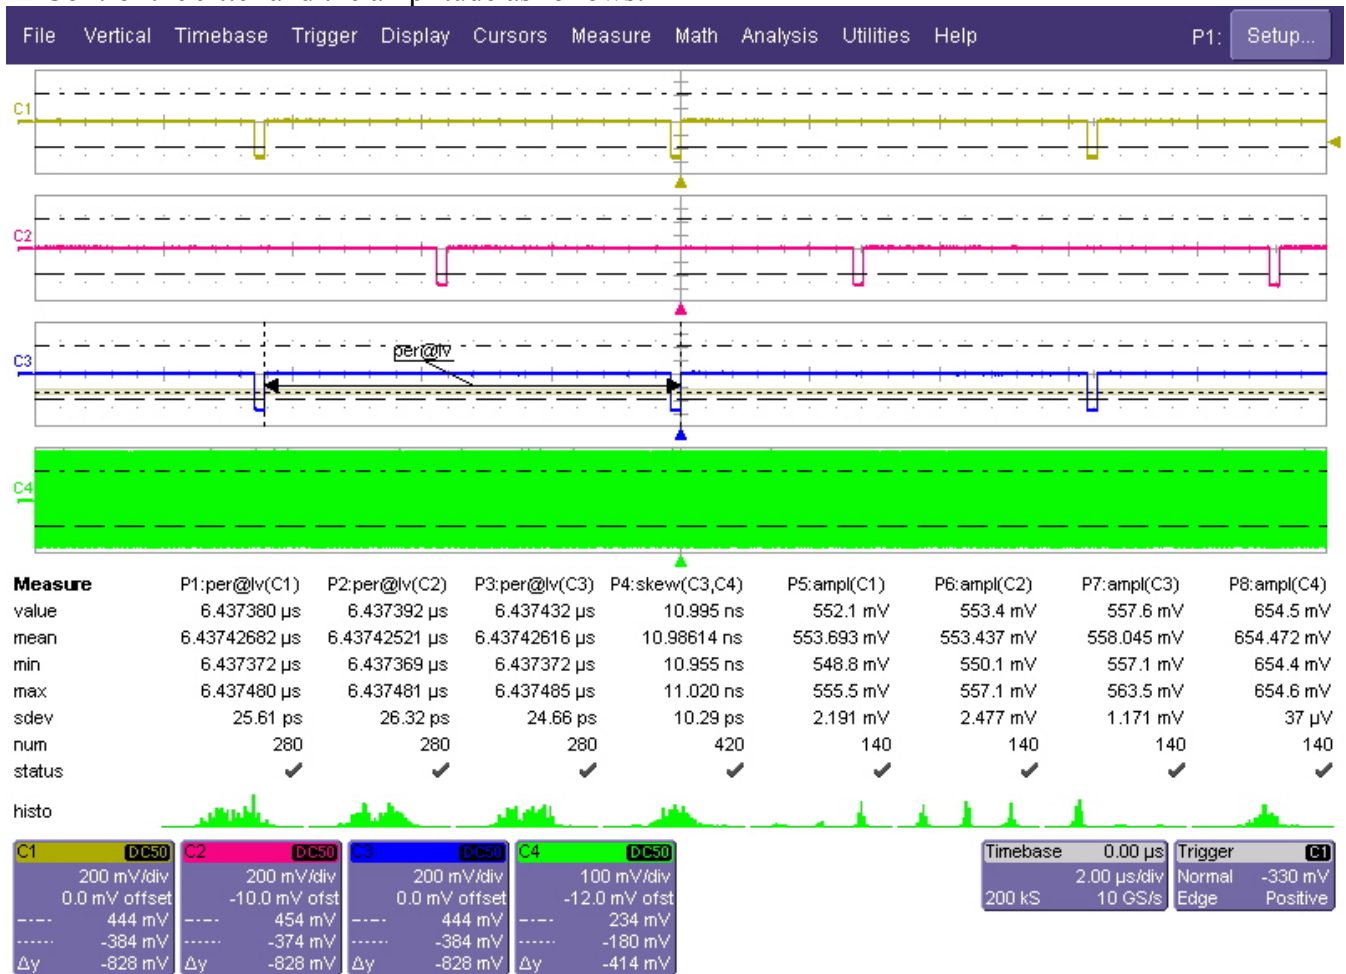 File Vertical Timebase Trigger Display Cursors Measure Math Analysis Utilities Help P1: Setup...
C1
C2
C3
per@lv
C4
Measure P1:per@lv(C1) P2:per@lv(C2) P3:per@lv(C3) P4:skew(C3,C4) P5:ampl(C1) P6:ampl(C2) P7:ampl(C3) P8:ampl(C4)
value 6.437380 µs 6.437392 µs 6.437432 µs 10.995 ns 552.1 mV 553.4 mV 557.6 mV 654.5 mV
mean 6.43742682 µs 6.43742521 µs 6.43742616 µs 10.98614 ns 553.693 mV 553.437 mV 558.045 mV 654.472 mV
min 6.437372 µs 6.437369 µs 6.437372 µs 10.955 ns 548.8 mV 550.1 mV 557.1 mV 654.4 mV
max 6.437480 µs 6.437481 µs 6.437485 µs 11.020 ns 555.5 mV 557.1 mV 563.5 mV 654.6 mV
sdev 25.61 ps 26.32 ps 24.66 ps 10.29 ps 2.191 mV 2.477 mV 1.171 mV 37 µV
num 280 280 280 420 140 140 140 140
status
histo
C1 DC50 C2 DC50 C3 DC50 C4 DC50 Timebase 0.00 µs Trigger C1
200 mV/div 200 mV/div 200 mV/div 100 mV/div 2.00 µs/div Normal -330 mV
0.0 mV offset -10.0 mV ofst 0.0 mV offset -12.0 mV ofst 200 kS 10 GS/s Edge Positive
444 mV 454 mV 444 mV 234 mV
-384 mV -374 mV -384 mV -180 mV
Δy -828 mV Δy -828 mV Δy -828 mV Δy -414 mV